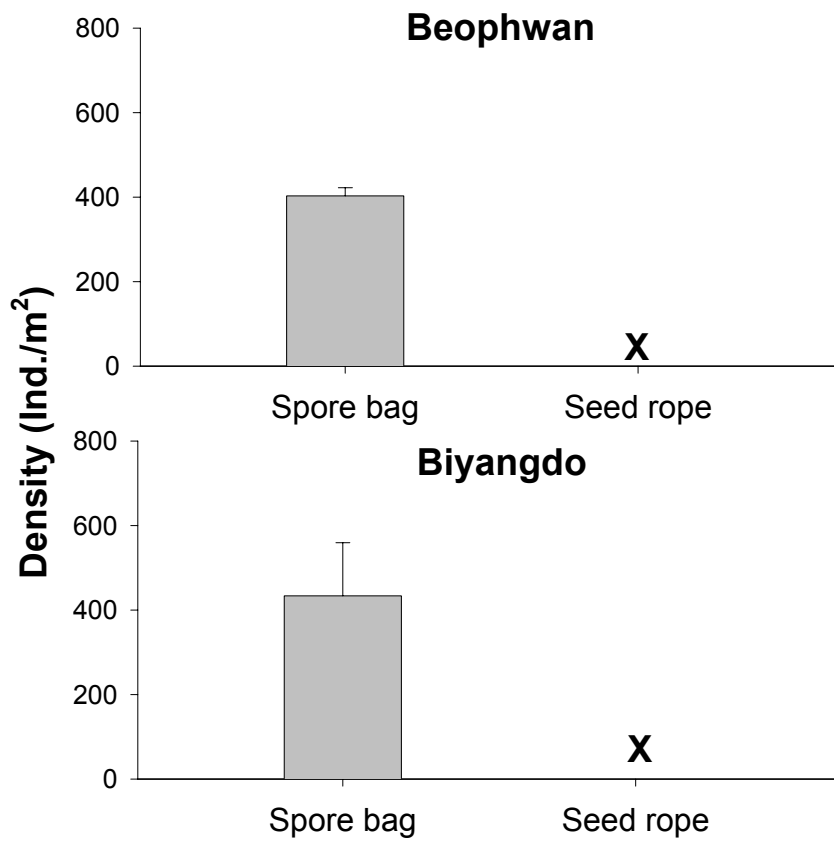 Beophwan
800
600
400
200
0
X
Spore bag Seed rope
Density (Ind./m²)
Biyangdo
800
600
400
200
0
X
Spore bag Seed rope